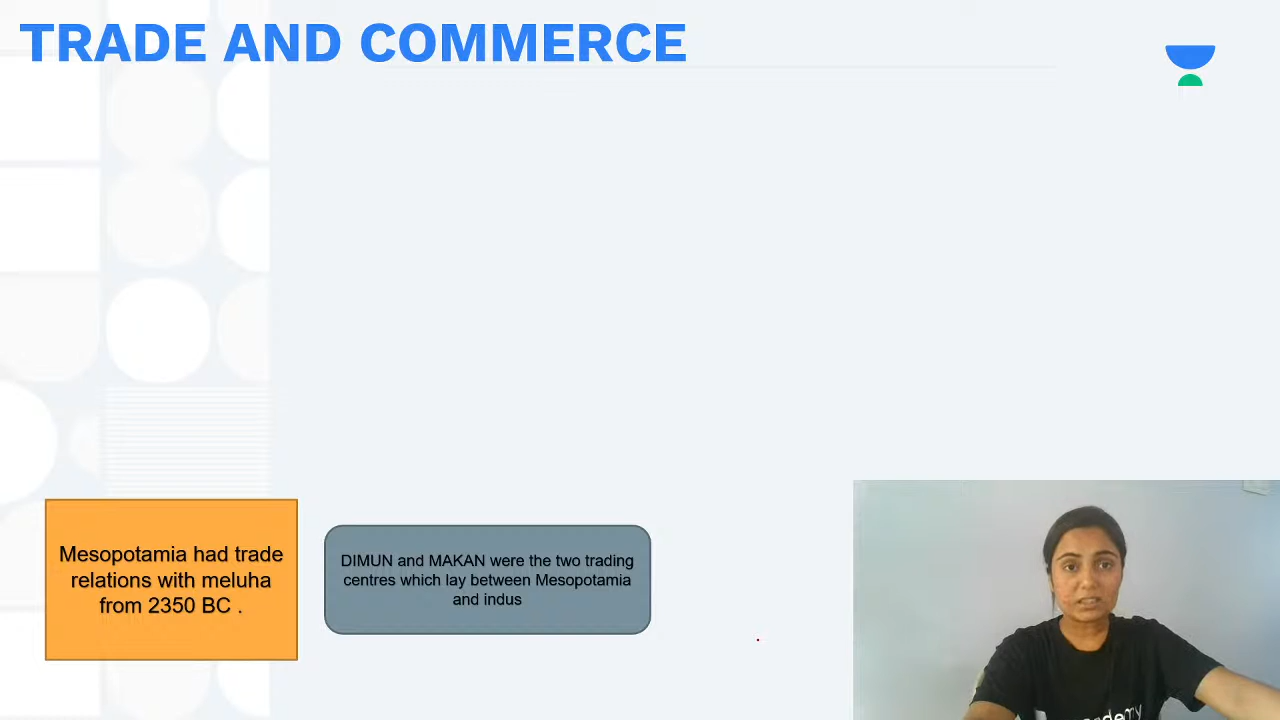 TRADE AND COMMERCE
Mesopotamia had trade
relations with meluha
from 2350 BC .
DIMUN and MAKAN were the two trading
centres which lay between Mesopotamia
and indus